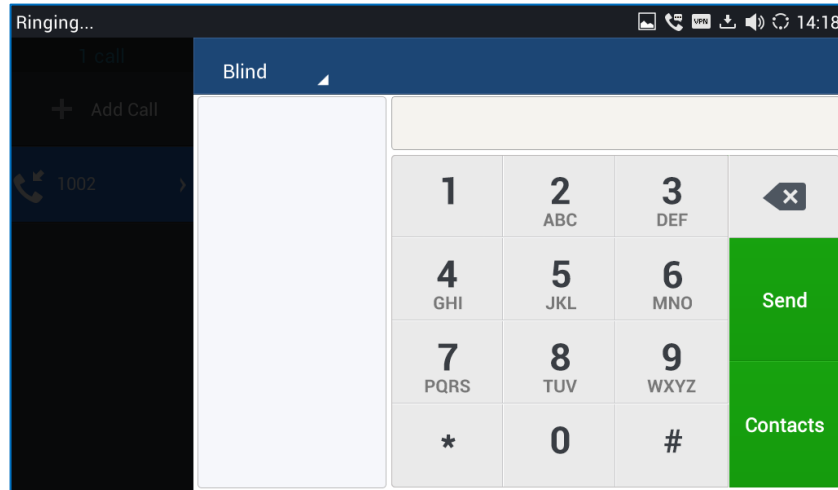 Ringing...
VPN
14:18
1 call
Add Call
1002
Blind
1
2
ABC
3
DEF
4
GHI
5
JKL
6
MNO
Send
7
PQRS
8
TUV
9
WXYZ
*
0
#
Contacts